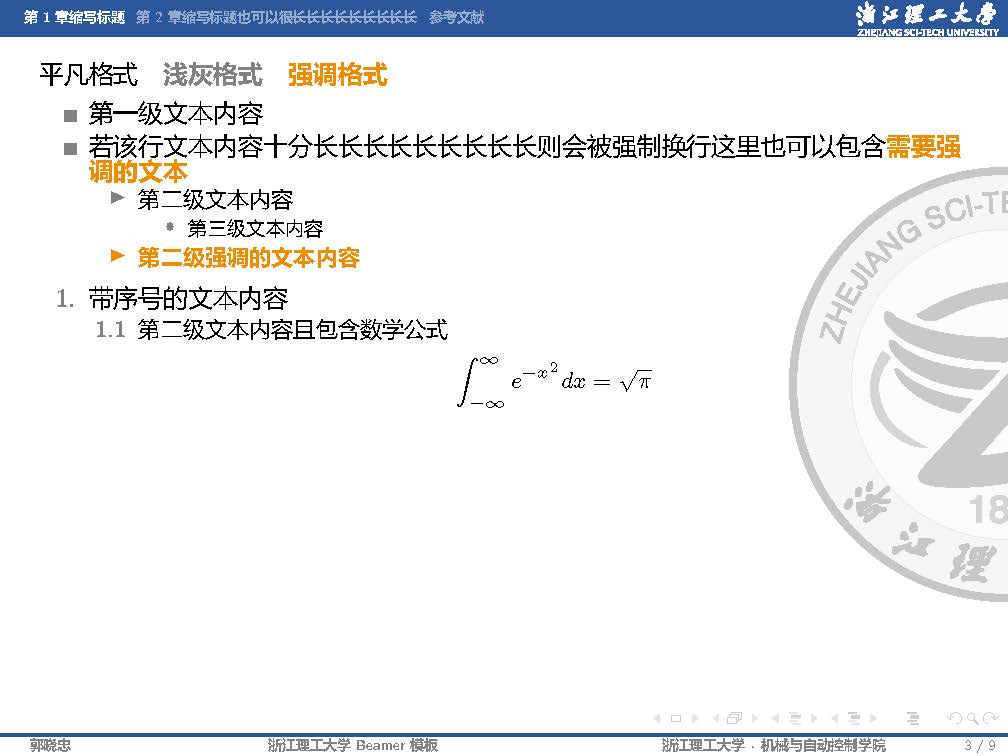 第 1 章缩写标题 第 2 章缩写标题也可以很长长长长长长长长长 参考文献
浙江理工大学
ZHEJIANG SCI-TECH UNIVERSITY
平凡格式 浅灰格式 强调格式
第一级文本内容
若该行文本内容十分长长长长长长长长长则会被强制换行这里也可以包含需要强
调的文本
第二级文本内容
第三级文本内容
第二级强调的文本内容
1. 带序号的文本内容
1.1 第二级文本内容且包含数学公式
∫_{-∞}^{∞} e^{-x^2} dx = √π
ZHEJIANG SCI-TE
18
浙江理
郭晓忠 浙江理工大学 Beamer 模板 浙江理工大学 · 机械与自动控制学院 3 / 9